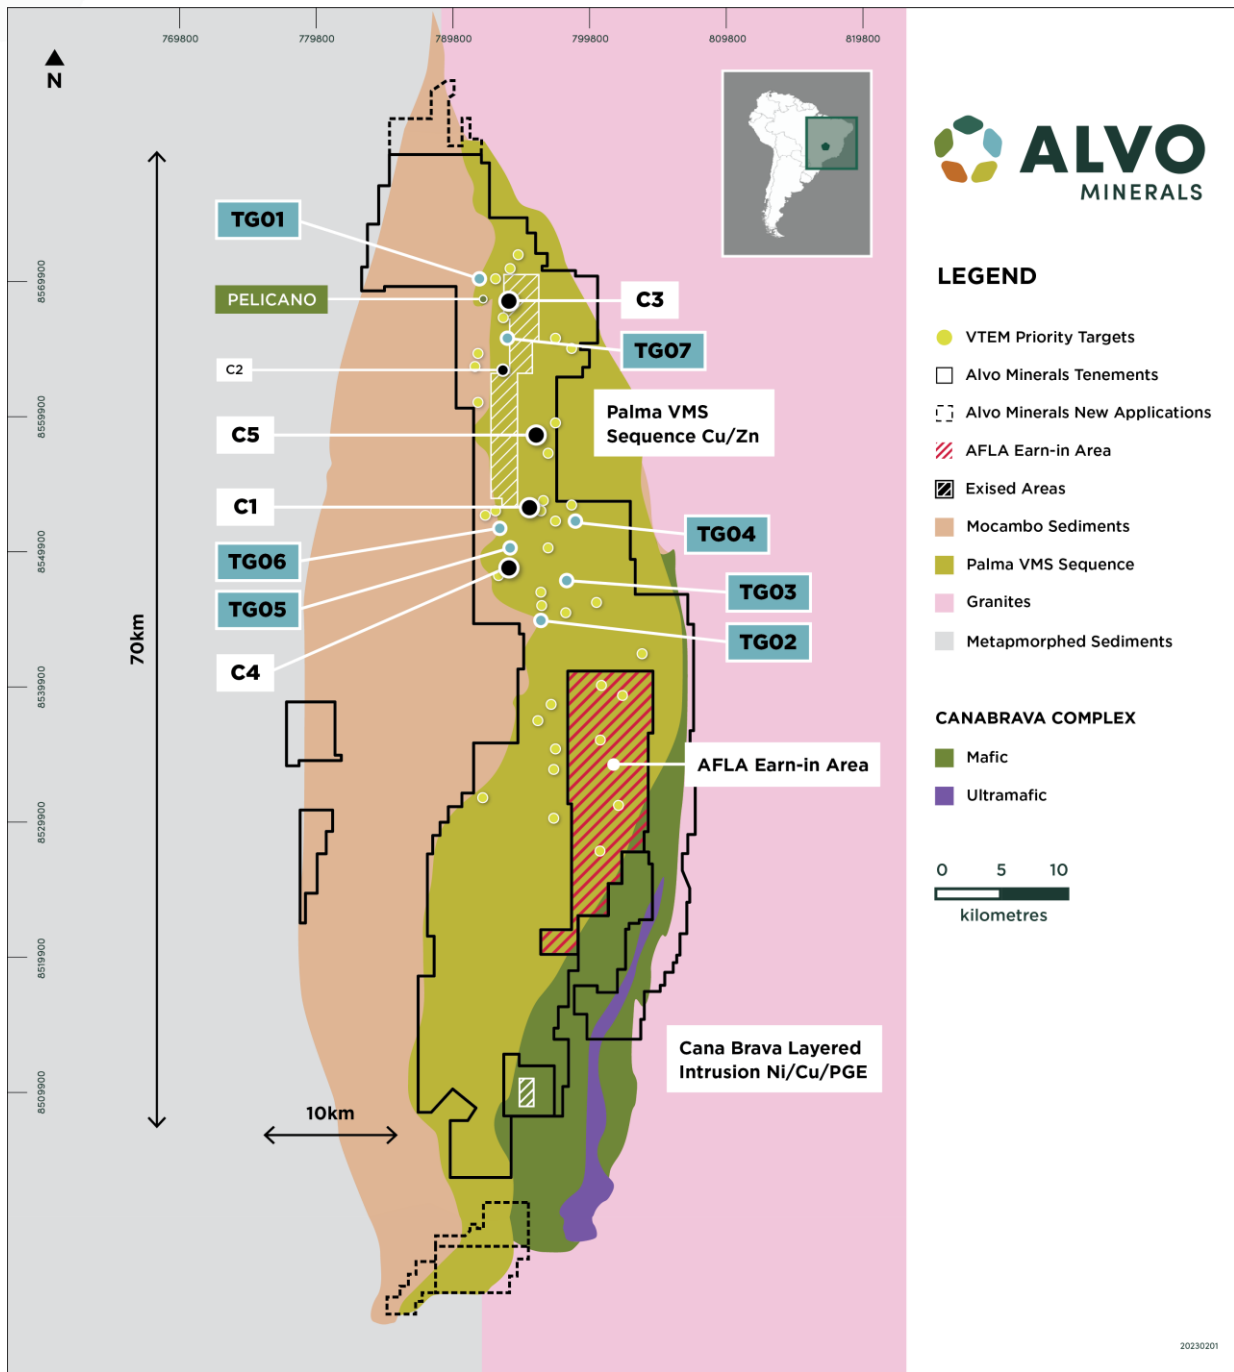 769800
779800
789800
799800
809800
819800
N
ALVO
MINERALS
TG01
8569900
PELICANO
C3
TG07
C2
8559900
Palma VMS
Sequence Cu/Zn
C5
C1
TG04
TG06
8549900
TG03
TG05
TG02
70km
C4
8539900
AFLA Earn-in Area
8529900
8519900
Cana Brava Layered
Intrusion Ni/Cu/PGE
8509900
10km
LEGEND
VTEM Priority Targets
Alvo Minerals Tenements
Alvo Minerals New Applications
AFLA Earn-in Area
Exised Areas
Mocambo Sediments
Palma VMS Sequence
Granites
Metapmorphed Sediments
CANABRAVA COMPLEX
Mafic
Ultramafic
0 5 10
kilometres
20230201